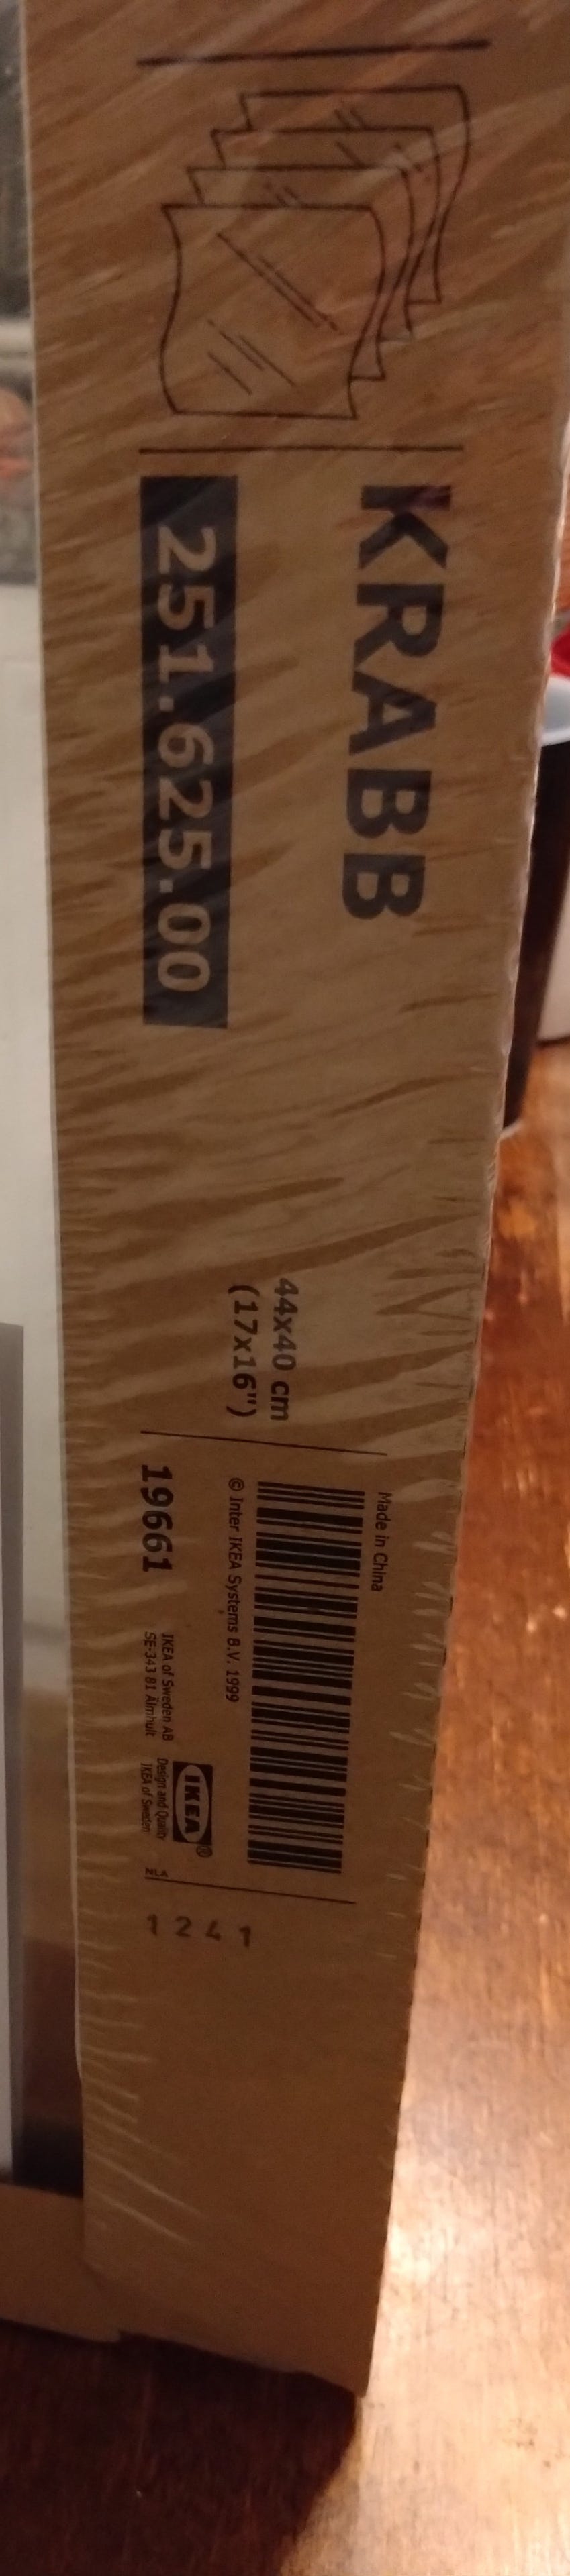 KRABB
251.625.00
44x40 cm
(17x16")
Made in China
© Inter IKEA Systems B.V. 1999
19661
IKEA of Sweden AB
SE-343 81 Älmhult
IKEA®
Design and Quality
IKEA of Sweden
NLA
1241